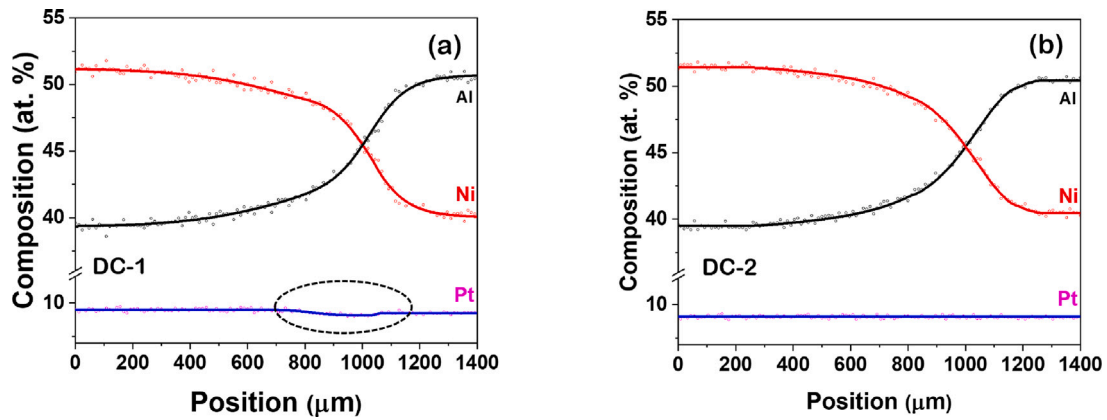 55
(a)
50
Al
45
Ni
40
DC-1
Pt
10
0 200 400 600 800 1000 1200 1400
Position (µm)
Composition (at. %)
55
(b)
50
Al
45
Ni
40
DC-2
Pt
10
0 200 400 600 800 1000 1200 1400
Position (µm)
Composition (at. %)